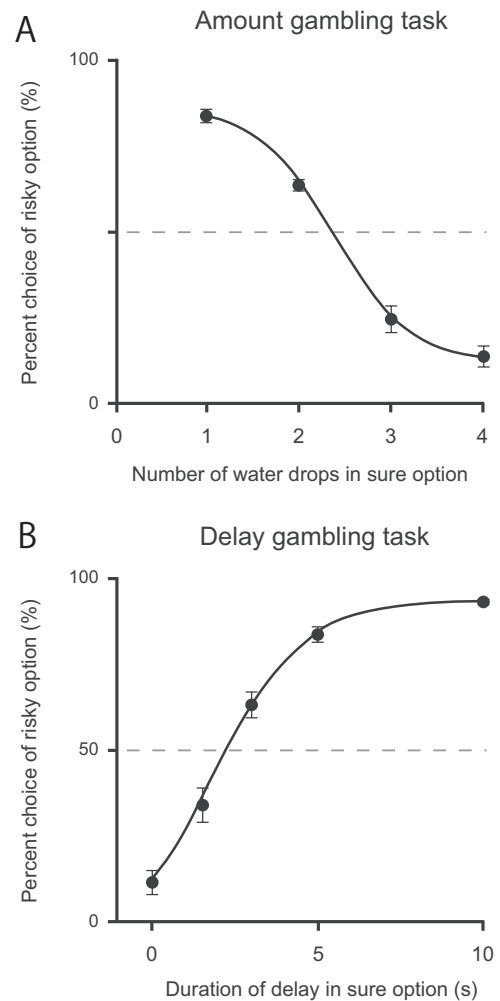 A
Amount gambling task
Percent choice of risky option (%)
100
0
0 1 2 3 4
Number of water drops in sure option
B
Delay gambling task
Percent choice of risky option (%)
100
50
0
0 5 10
Duration of delay in sure option (s)